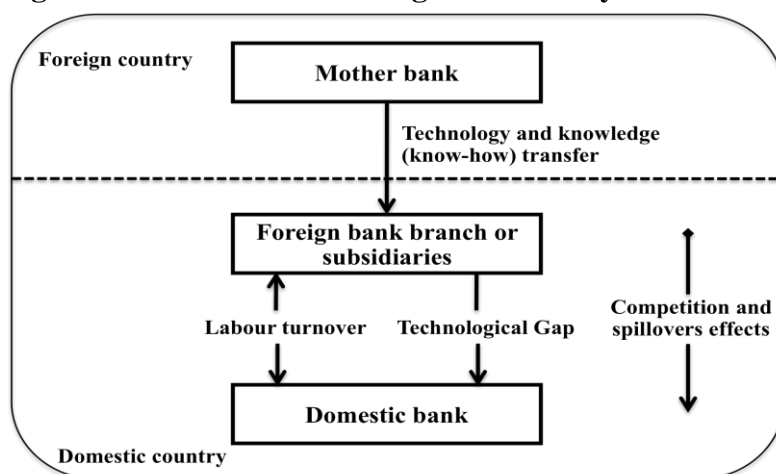 Foreign country
Mother bank
Technology and knowledge
(know-how) transfer
Foreign bank branch or
subsidiaries
Labour turnover
Technological Gap
Competition and
spillovers effects
Domestic bank
Domestic country